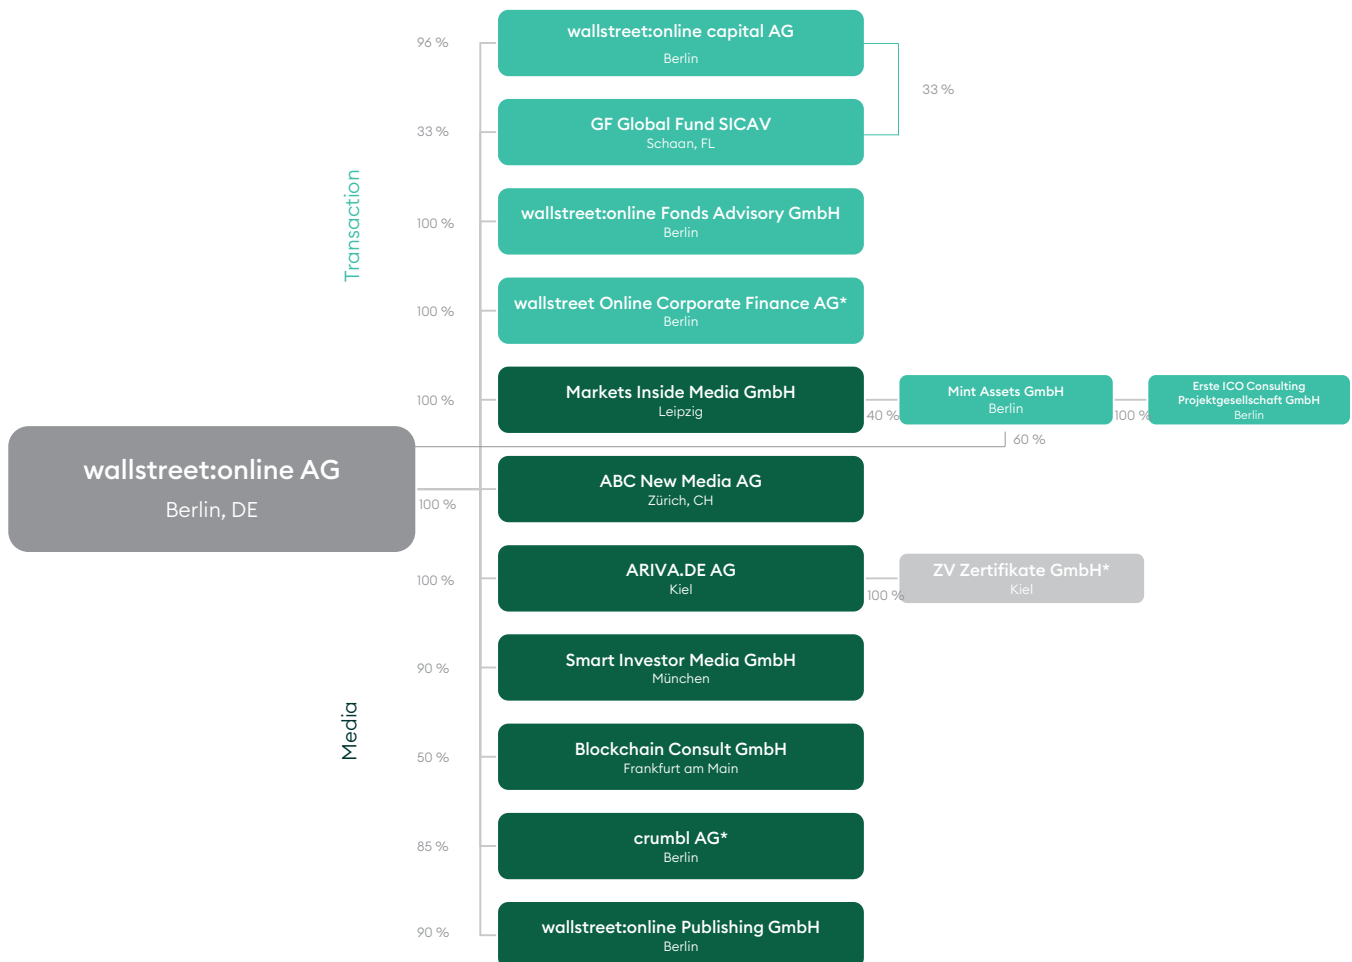 96 %
wallstreet:online capital AG
Berlin
33 %
33 %
GF Global Fund SICAV
Schaan, FL
Transaction
100 %
wallstreet:online Fonds Advisory GmbH
Berlin
100 %
wallstreet Online Corporate Finance AG*
Berlin
100 %
Markets Inside Media GmbH
Leipzig
40 %
Mint Assets GmbH
Berlin
100 %
Erste ICO Consulting
Projektgesellschaft GmbH
Berlin
60 %
wallstreet:online AG
Berlin, DE
100 %
ABC New Media AG
Zürich, CH
100 %
ARIVA.DE AG
Kiel
100 %
ZV Zertifikate GmbH*
Kiel
90 %
Smart Investor Media GmbH
München
Media
50 %
Blockchain Consult GmbH
Frankfurt am Main
85 %
crumbl AG*
Berlin
90 %
wallstreet:online Publishing GmbH
Berlin